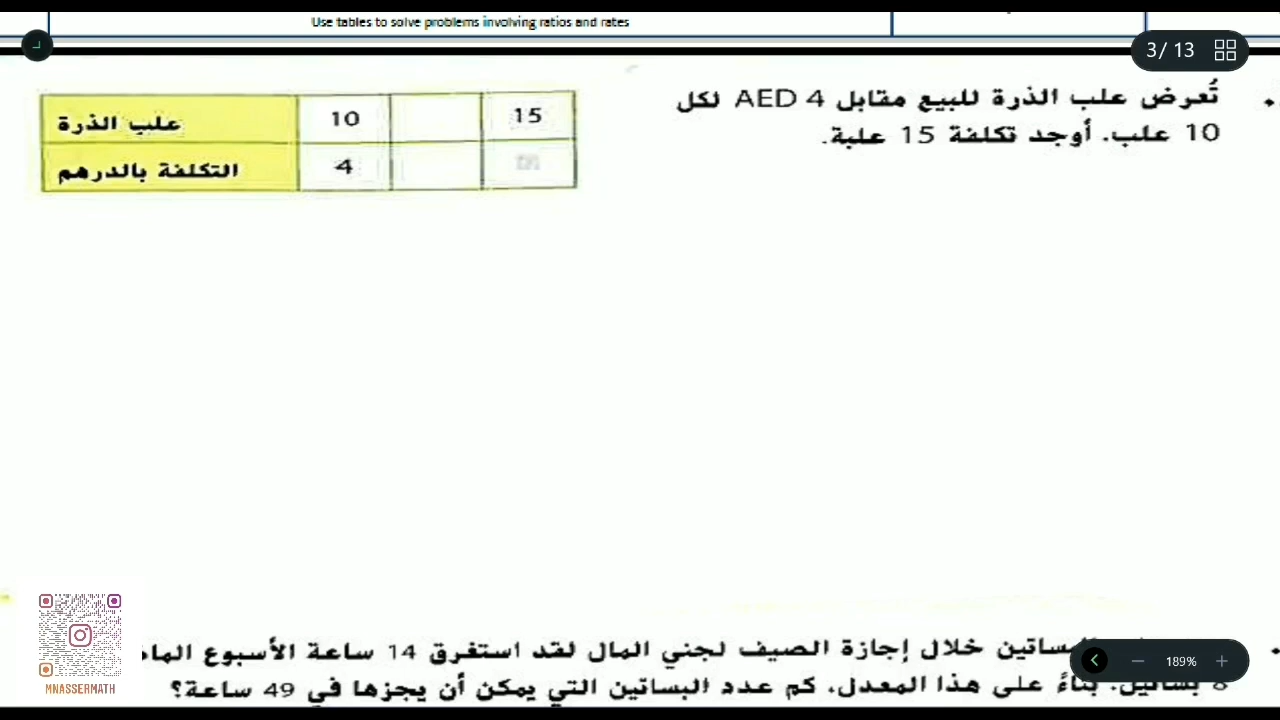 Use tables to solve problems involving ratios and rates
3/ 13
تُعرض علب الذرة للبيع مقابل AED 4 لكل
10 علب. أوجد تكلفة 15 علبة.
علب الذرة 10 15
التكلفة بالدرهم 4
خلال إجازة الصيف لجني المال لقد استغرق 14 ساعة الأسبوع
بناءً على هذا المعدل، كم عدد البساتين التي يمكن أن يجزها في 49 ساعة؟
189%
MNASSERMATH